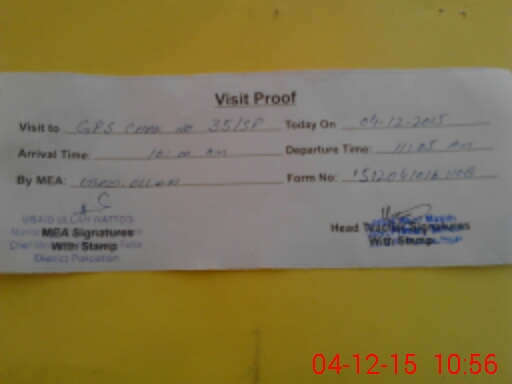 Visit Proof
Visit to GPS Chak No 35/SP Today On 04-12-2015
Arrival Time: 10:00 am Departure Time: 11:05 am
By MEA: Form No:
UBAID ULLAH WATTOO
MEA Signatures Head Teacher Signatures
With Stamp With Stamp
District Pakpattan
04-12-15 10:56